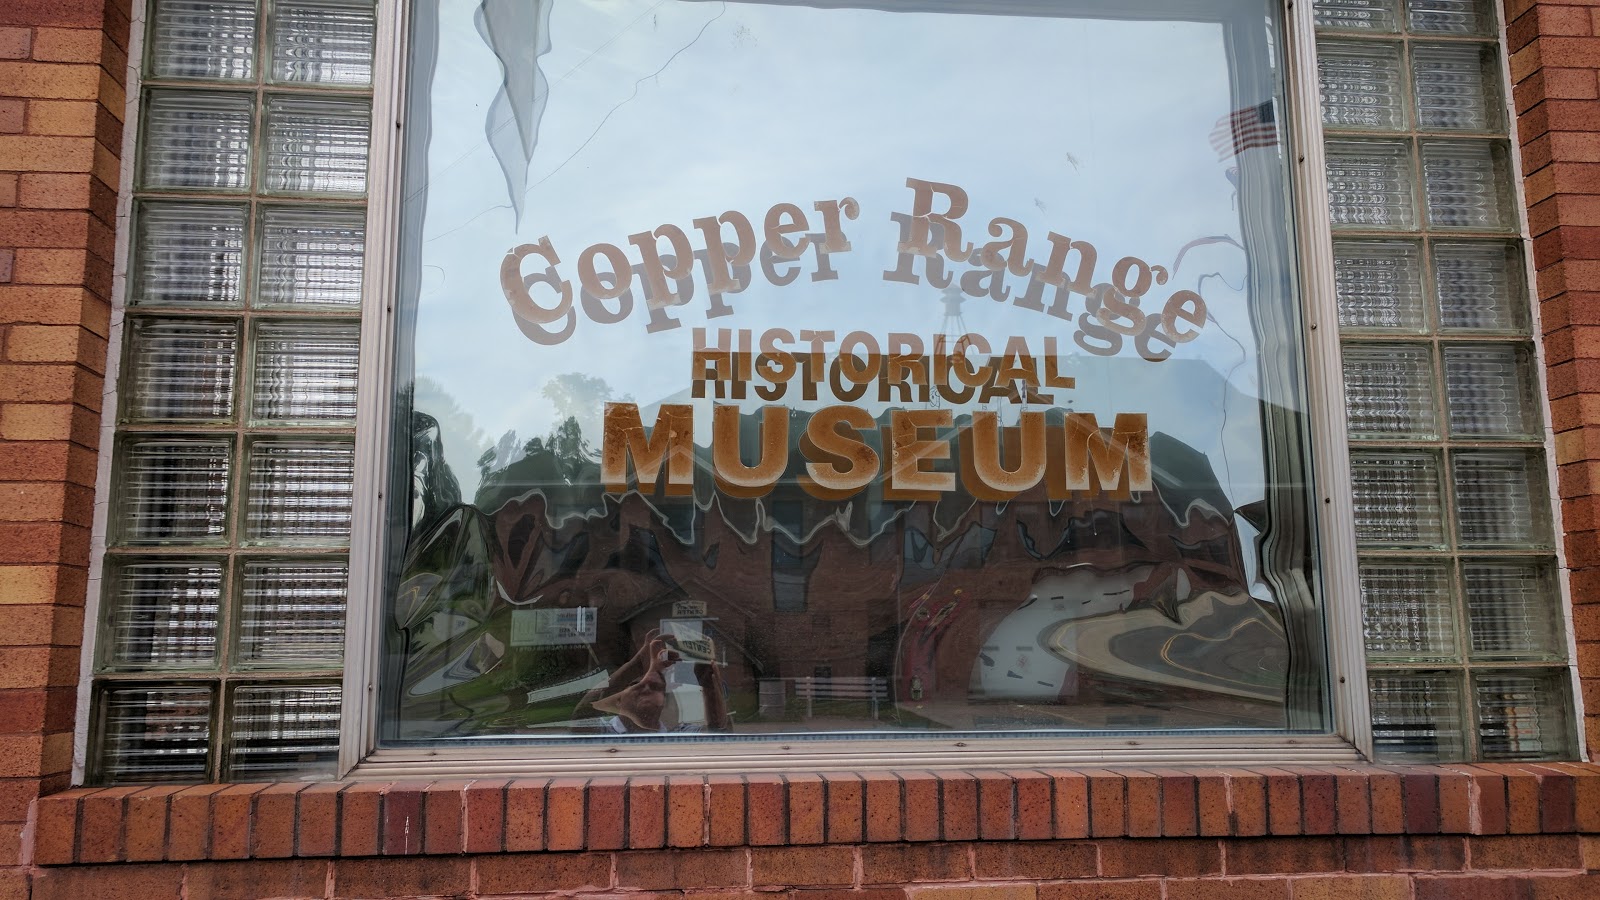 Copper Range
HISTORICAL
MUSEUM